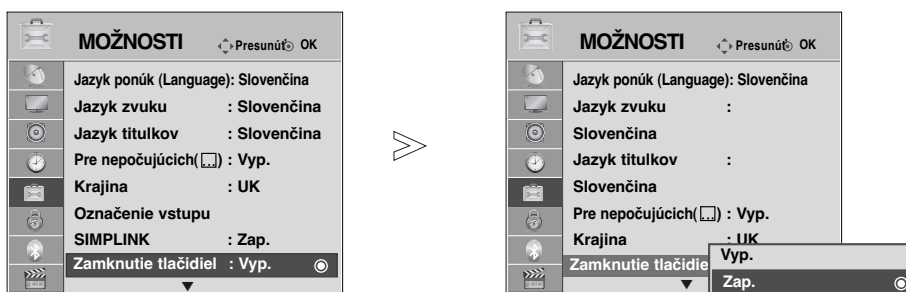 MOŽNOSTI
Presunúť OK
Jazyk ponúk (Language): Slovenčina
Jazyk zvuku : Slovenčina
Jazyk titulkov : Slovenčina
Pre nepočujúcich( ) : Vyp.
Krajina : UK
Označenie vstupu
SIMPLINK : Zap.
Zamknutie tlačidiel : Vyp.
MOŽNOSTI
Presunúť OK
Jazyk ponúk (Language): Slovenčina
Jazyk zvuku :
Slovenčina
Jazyk titulkov :
Slovenčina
Pre nepočujúcich( ) : Vyp.
Krajina : UK
Zamknutie tlačidie
Vyp.
Zap.